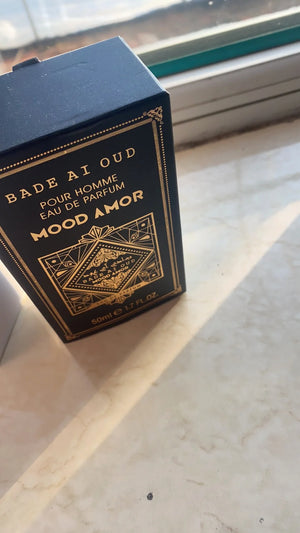 BADE AI OUD
POUR HOMME
EAU DE PARFUM
MOOD AMOR
50ml e 1.7 FL.OZ.